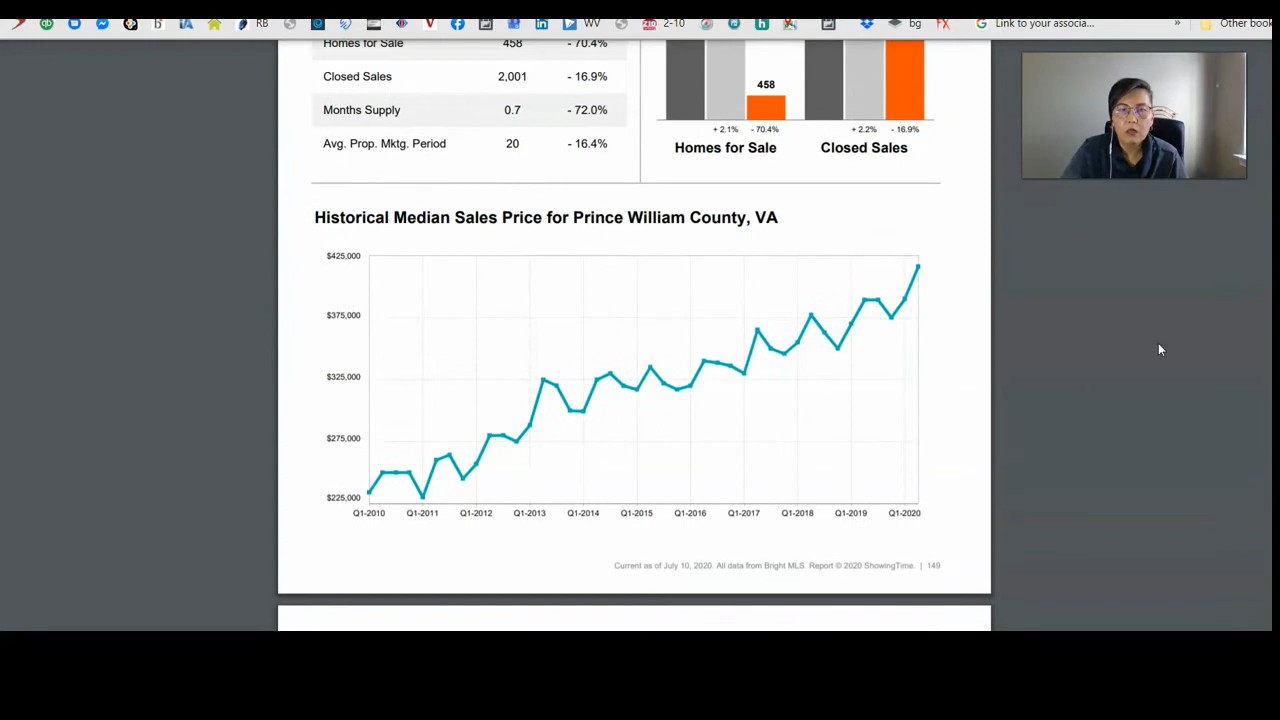 RB
WV
2-10
bg
FX
Link to your associa...
»
Other book
Homes for Sale 458 - 70.4%
Closed Sales 2,001 - 16.9%
Months Supply 0.7 - 72.0%
Avg. Prop. Mktg. Period 20 - 16.4%
458
+ 2.1% - 70.4% + 2.2% - 16.9%
Homes for Sale Closed Sales
Historical Median Sales Price for Prince William County, VA
$425,000
$375,000
$325,000
$275,000
$225,000
Q1-2010 Q1-2011 Q1-2012 Q1-2013 Q1-2014 Q1-2015 Q1-2016 Q1-2017 Q1-2018 Q1-2019 Q1-2020
Current as of July 10, 2020. All data from Bright MLS. Report © 2020 ShowingTime. | 149